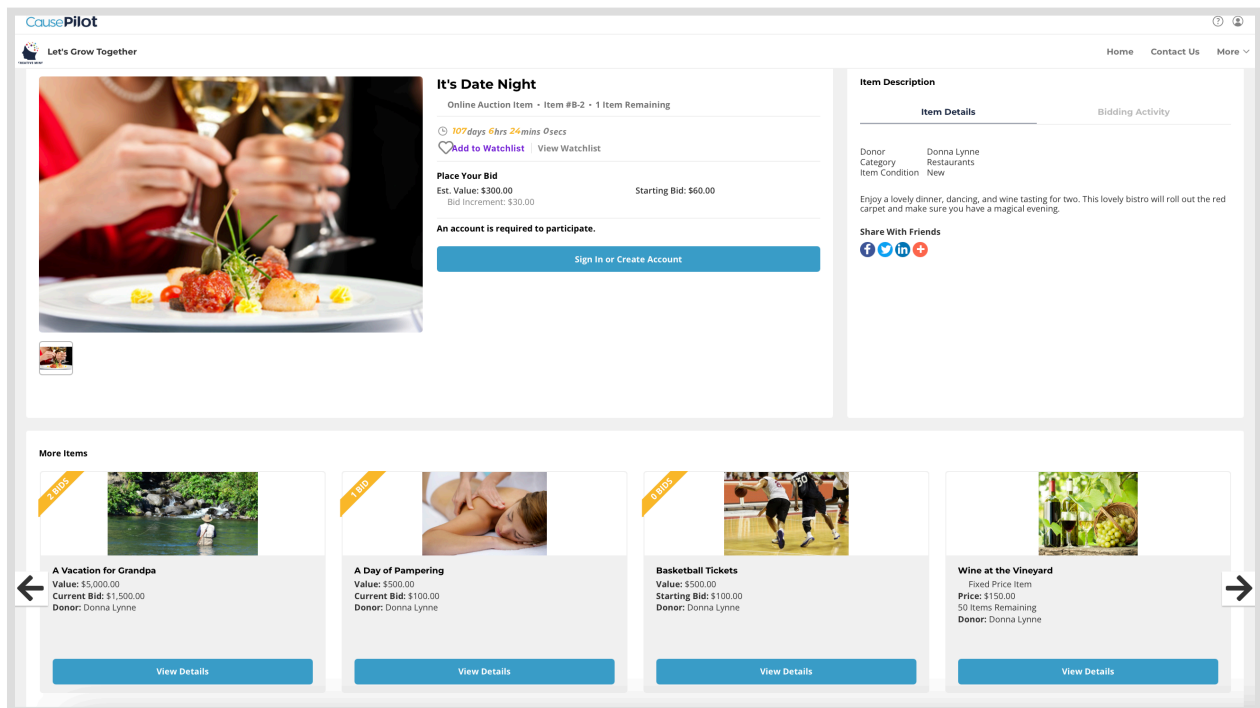 CausePilot
Let's Grow Together
Home Contact Us More
It's Date Night
Online Auction Item • Item #B-2 • 1 Item Remaining
107days 6hrs 24mins 0secs
Add to Watchlist View Watchlist
Place Your Bid
Est. Value: $300.00 Starting Bid: $60.00
Bid Increment: $30.00
An account is required to participate.
Sign In or Create Account
Item Description
Item Details Bidding Activity
Donor Donna Lynne
Category Restaurants
Item Condition New
Enjoy a lovely dinner, dancing, and wine tasting for two. This lovely bistro will roll out the red
carpet and make sure you have a magical evening.
Share With Friends
More Items
2 BIDS
A Vacation for Grandpa
Value: $5,000.00
Current Bid: $1,500.00
Donor: Donna Lynne
View Details
1 BID
A Day of Pampering
Value: $500.00
Current Bid: $100.00
Donor: Donna Lynne
View Details
0 BIDS
30
Basketball Tickets
Value: $500.00
Starting Bid: $100.00
Donor: Donna Lynne
View Details
Wine at the Vineyard
Fixed Price Item
Price: $150.00
50 Items Remaining
Donor: Donna Lynne
View Details